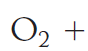 O₂ +